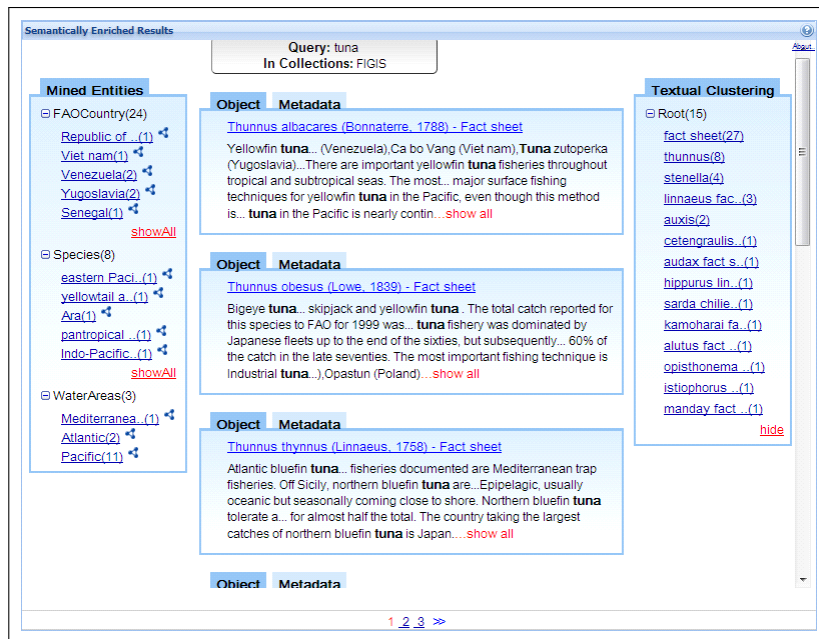 Semantically Enriched Results
About..
Query: tuna
In Collections: FIGIS
Mined Entities
FAOCountry(24)
Republic of ..(1)
Viet nam(1)
Venezuela(2)
Yugoslavia(2)
Senegal(1)
showAll
Species(8)
eastern Paci..(1)
yellowtail a..(1)
Ara(1)
pantropical ..(1)
Indo-Pacific..(1)
showAll
WaterAreas(3)
Mediterranea..(1)
Atlantic(2)
Pacific(11)
Object Metadata
Thunnus albacares (Bonnaterre, 1788) - Fact sheet
Yellowfin tuna... (Venezuela),Ca bo Vang (Viet nam),Tuna zutoperka
(Yugoslavia)...There are important yellowfin tuna fisheries throughout
tropical and subtropical seas. The most... major surface fishing
techniques for yellowfin tuna in the Pacific, even though this method
is... tuna in the Pacific is nearly contin...show all
Object Metadata
Thunnus obesus (Lowe, 1839) - Fact sheet
Bigeye tuna... skipjack and yellowfin tuna . The total catch reported for
this species to FAO for 1999 was... tuna fishery was dominated by
Japanese fleets up to the end of the sixties, but subsequently... 60% of
the catch in the late seventies. The most important fishing technique is
Industrial tuna...),Opastun (Poland)...show all
Object Metadata
Thunnus thynnus (Linnaeus, 1758) - Fact sheet
Atlantic bluefin tuna... fisheries documented are Mediterranean trap
fisheries. Off Sicily, northern bluefin tuna are...Epipelagic, usually
oceanic but seasonally coming close to shore. Northern bluefin tuna
tolerate a... for almost half the total. The country taking the largest
catches of northern bluefin tuna is Japan....show all
Object Metadata
Textual Clustering
Root(15)
fact sheet(27)
thunnus(8)
stenella(4)
linnaeus fac..(3)
auxis(2)
cetengraulis..(1)
audax fact s..(1)
hippurus lin..(1)
sarda chilie..(1)
kamoharai fa..(1)
alutus fact ..(1)
opisthonema ..(1)
istiophorus ..(1)
manday fact ..(1)
hide
1 2 3 >>